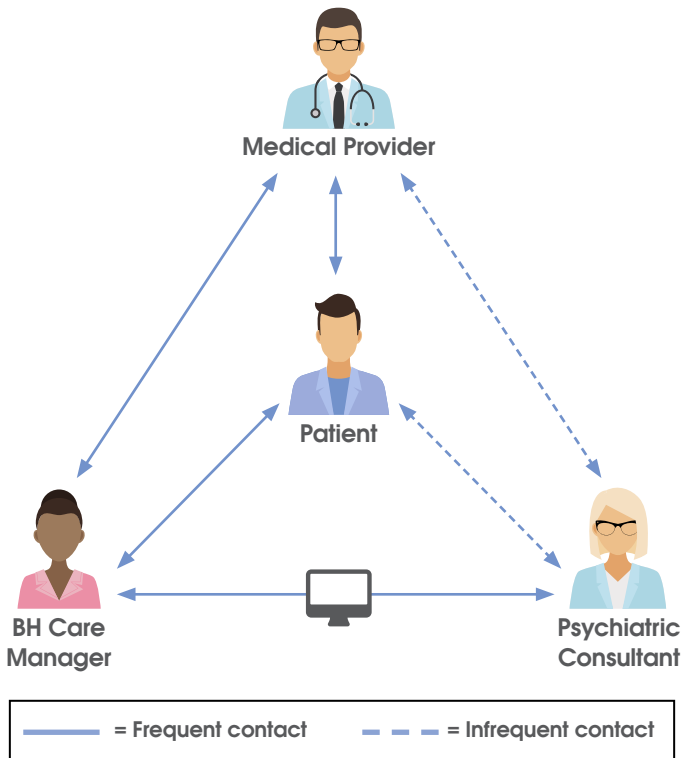 Medical Provider
Patient
BH Care
Manager
Psychiatric
Consultant
= Frequent contact
= Infrequent contact